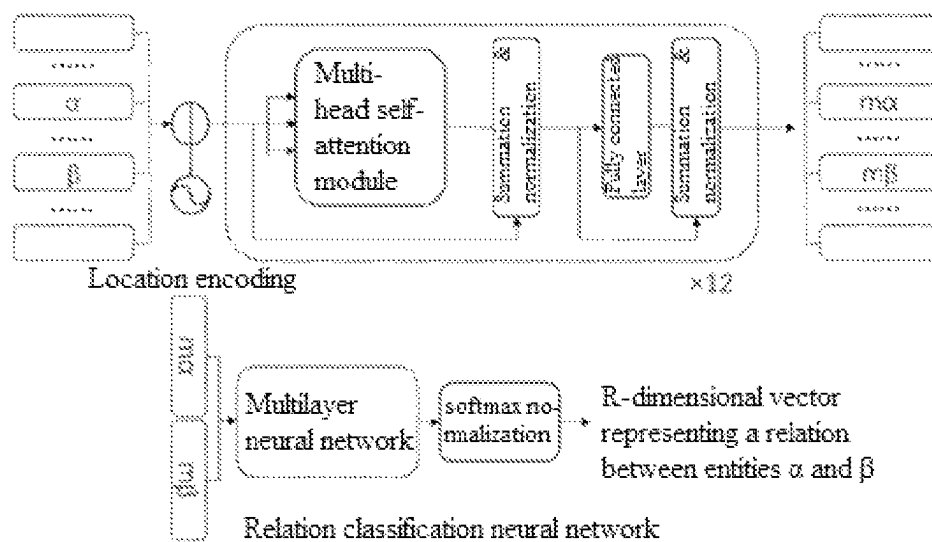 α
β
Multi-
head self-
attention
module
Summation &
normalization
Fully connected
layer
Summation &
normalization
mα
mβ
Location encoding
×12
mα
mβ
Multilayer
neural network
softmax no-
rmalization
R-dimensional vector
representing a relation
between entities α and β
Relation classification neural network